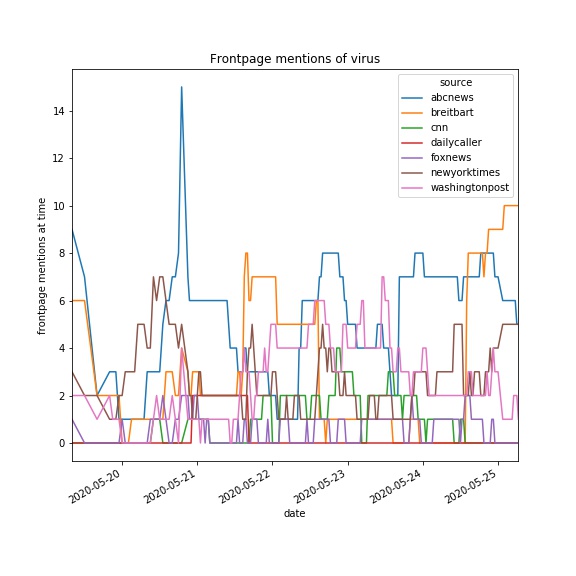 Frontpage mentions of virus
source
abcnews
breitbart
cnn
dailycaller
foxnews
newyorktimes
washingtonpost
frontpage mentions at time
14
12
10
8
6
4
2
0
2020-05-20
2020-05-21
2020-05-22
2020-05-23
2020-05-24
2020-05-25
date